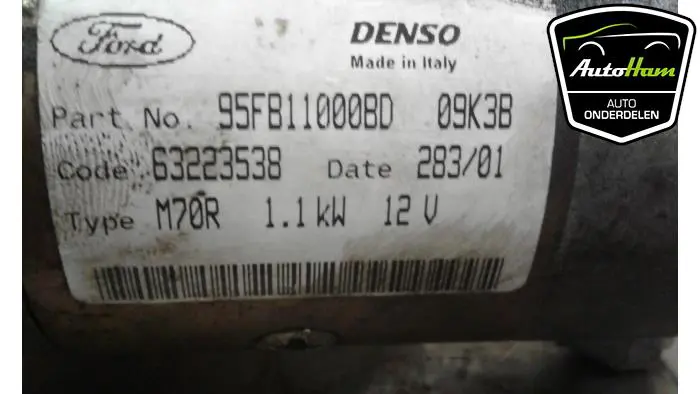 Ford
DENSO
Made in Italy
Part No. 95FB11000BD 09K3B
Code 63223538 Date 283/01
Type M70R 1.1kW 12V
AutoHam
AUTO
ONDERDELEN